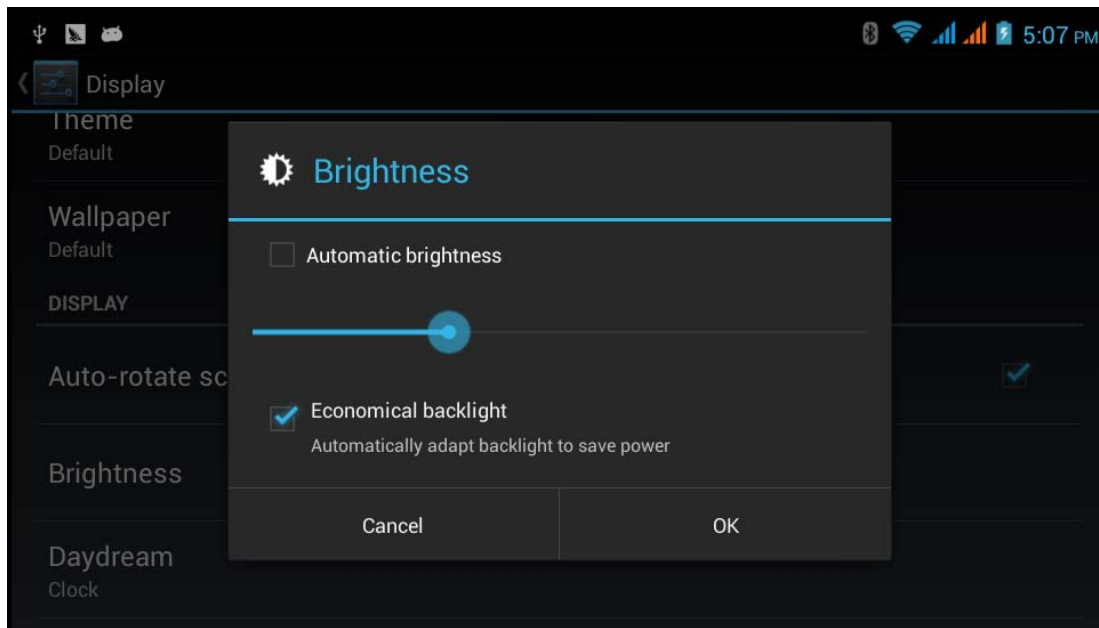 5:07 PM
Display
Theme
Default
Wallpaper
Default
DISPLAY
Auto-rotate sc
Brightness
Daydream
Clock
Brightness
Automatic brightness
Economical backlight
Automatically adapt backlight to save power
Cancel
OK